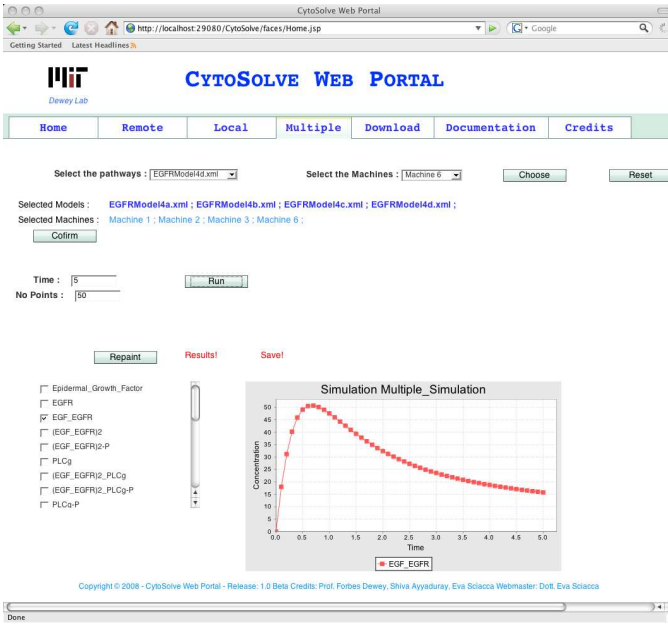 CytoSolve Web Portal
http://localhost:29080/CytoSolve/faces/Home.jsp
Google
Getting Started Latest Headlines
MIT
Dewey Lab
CYTOSOLVE WEB PORTAL
Home Remote Local Multiple Download Documentation Credits
Select the pathways : EGFRModel4d.xml Select the Machines : Machine 6 Choose Reset
Selected Models : EGFRModel4a.xml ; EGFRModel4b.xml ; EGFRModel4c.xml ; EGFRModel4d.xml ;
Selected Machines : Machine 1 ; Machine 2 ; Machine 3 ; Machine 6 ;
Cofirm
Time : 5 Run
No Points : 50
Repaint Results! Save!
Epidermal_Growth_Factor
EGFR
EGF_EGFR
(EGF_EGFR)2
(EGF_EGFR)2-P
PLCg
(EGF_EGFR)2_PLCg
(EGF_EGFR)2_PLCg-P
PLCg-P
Simulation Multiple_Simulation
50
45
40
35
30
25
20
15
10
5
0
Concentration
0.0 0.5 1.0 1.5 2.0 2.5 3.0 3.5 4.0 4.5 5.0
Time
EGF_EGFR
Copyright © 2008 - CytoSolve Web Portal - Release: 1.0 Beta Credits: Prof. Forbes Dewey, Shiva Ayyaduray, Eva Sciacca Webmaster: Dott. Eva Sciacca
Done